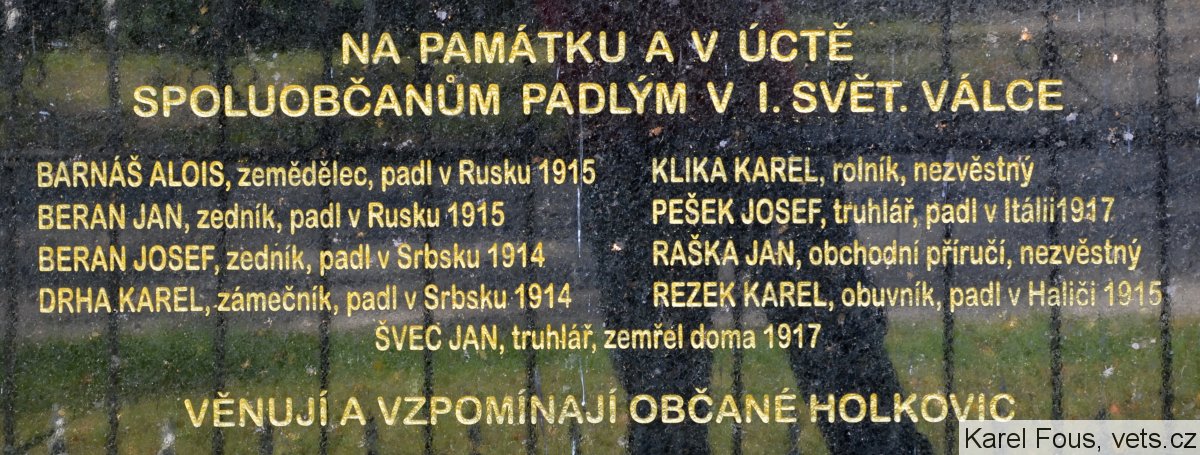 NA PAMÁTKU A V ÚCTĚ
SPOLUOBČANŮM PADLÝM V I. SVĚT. VÁLCE
BARNÁŠ ALOIS, zemědělec, padl v Rusku 1915
BERAN JAN, zedník, padl v Rusku 1915
BERAN JOSEF, zedník, padl v Srbsku 1914
DRHA KAREL, zámečník, padl v Srbsku 1914
KLIKA KAREL, rolník, nezvěstný
PEŠEK JOSEF, truhlář, padl v Itálii1917
RAŠKA JAN, obchodní příručí, nezvěstný
REZEK KAREL, obuvník, padl v Haliči 1915
ŠVEC JAN, truhlář, zemřel doma 1917
VĚNUJÍ A VZPOMÍNAJÍ OBČANÉ HOLKOVIC
Karel Fous, vets.cz